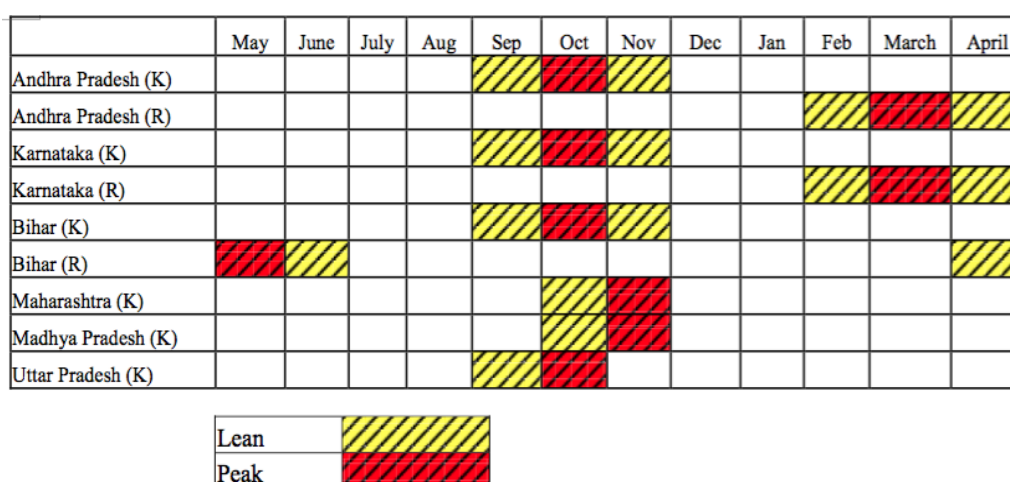 May June July Aug Sep Oct Nov Dec Jan Feb March April
Andhra Pradesh (K)
Andhra Pradesh (R)
Karnataka (K)
Karnataka (R)
Bihar (K)
Bihar (R)
Maharashtra (K)
Madhya Pradesh (K)
Uttar Pradesh (K)
Lean
Peak